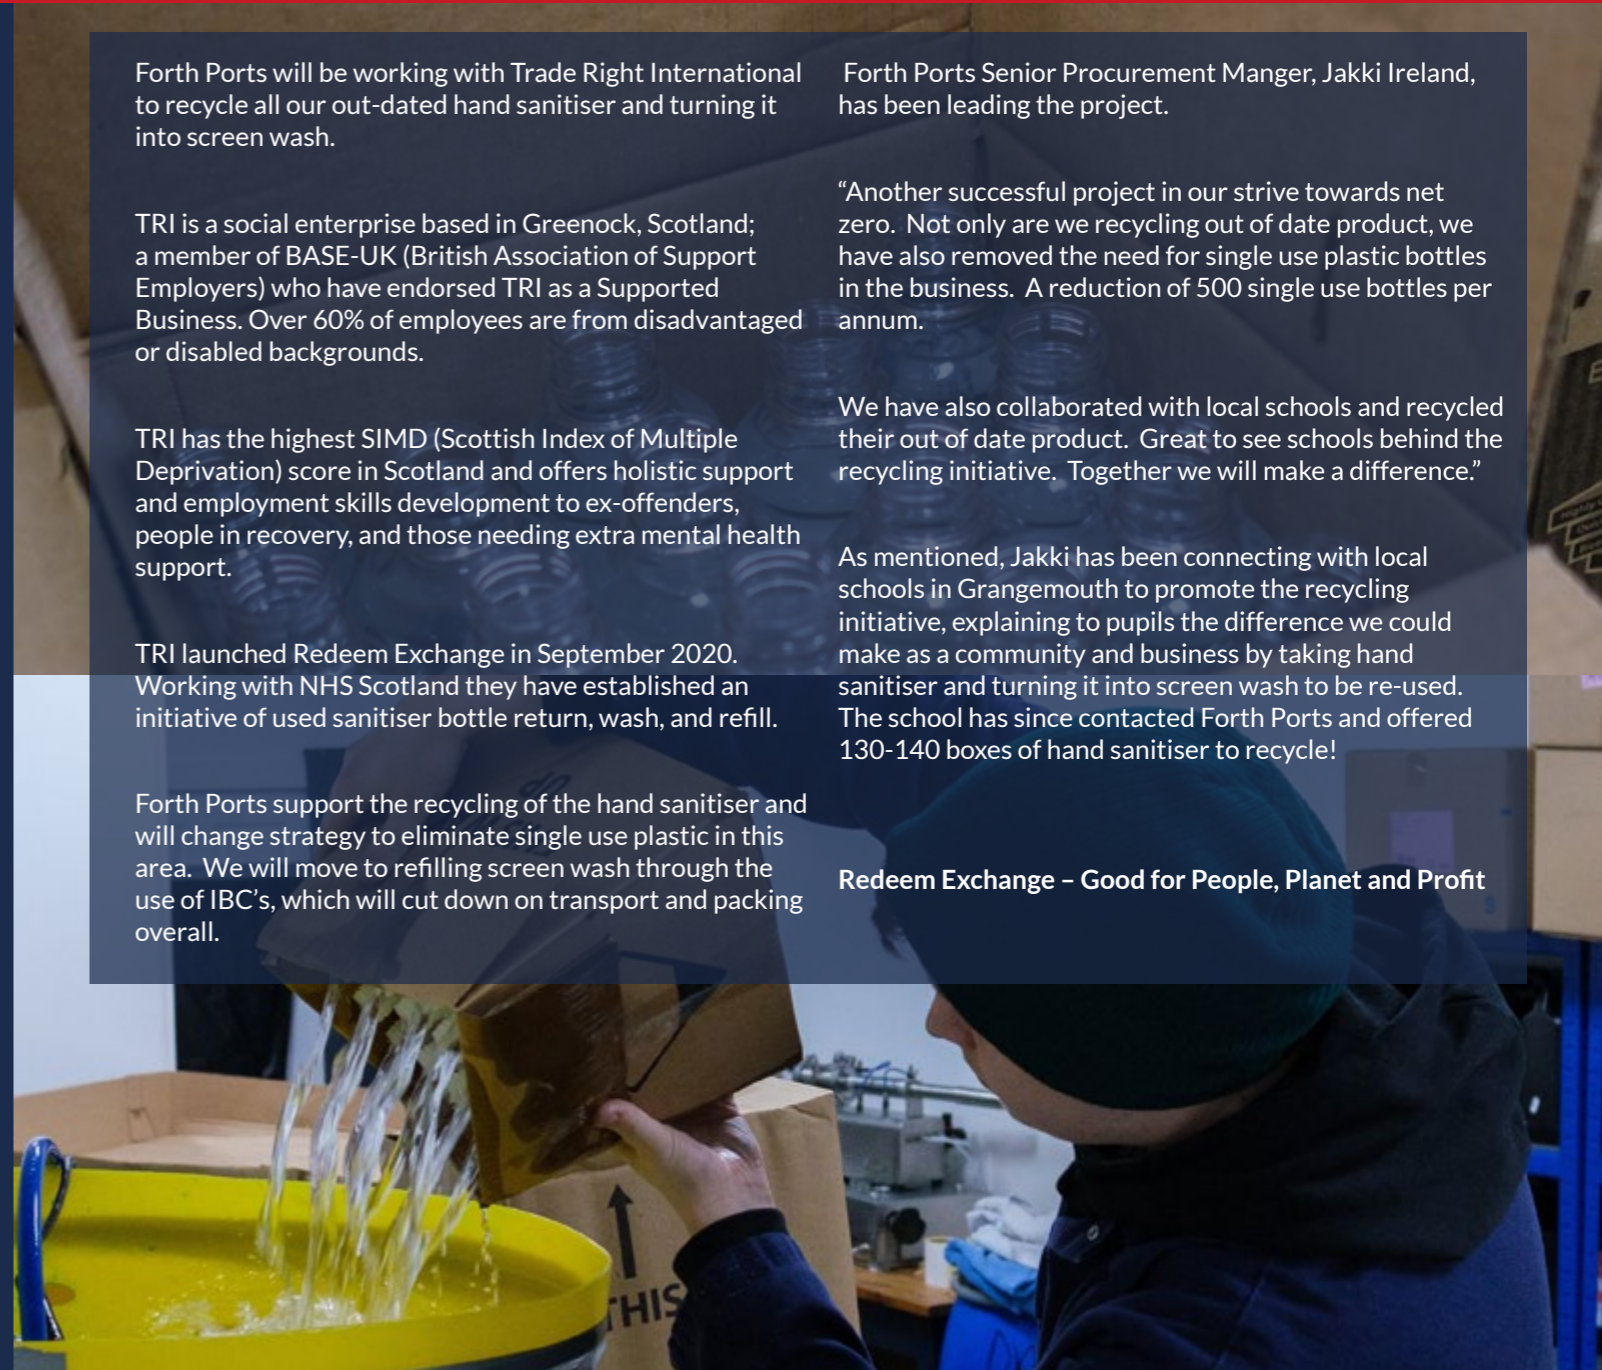 Forth Ports will be working with Trade Right International
to recycle all our out-dated hand sanitiser and turning it
into screen wash.
TRI is a social enterprise based in Greenock, Scotland;
a member of BASE-UK (British Association of Support
Employers) who have endorsed TRI as a Supported
Business. Over 60% of employees are from disadvantaged
or disabled backgrounds.
TRI has the highest SIMD (Scottish Index of Multiple
Deprivation) score in Scotland and offers holistic support
and employment skills development to ex-offenders,
people in recovery, and those needing extra mental health
support.
TRI launched Redeem Exchange in September 2020.
Working with NHS Scotland they have established an
initiative of used sanitiser bottle return, wash, and refill.
Forth Ports support the recycling of the hand sanitiser and
will change strategy to eliminate single use plastic in this
area.  We will move to refilling screen wash through the
use of IBC’s, which will cut down on transport and packing
overall.
Forth Ports Senior Procurement Manger, Jakki Ireland,
has been leading the project.
“Another successful project in our strive towards net
zero.  Not only are we recycling out of date product, we
have also removed the need for single use plastic bottles
in the business.  A reduction of 500 single use bottles per
annum.
We have also collaborated with local schools and recycled
their out of date product.  Great to see schools behind the
recycling initiative.  Together we will make a difference.”
As mentioned, Jakki has been connecting with local
schools in Grangemouth to promote the recycling
initiative, explaining to pupils the difference we could
make as a community and business by taking hand
sanitiser and turning it into screen wash to be re-used.
The school has since contacted Forth Ports and offered
130-140 boxes of hand sanitiser to recycle!
Redeem Exchange – Good for People, Planet and Profit
THIS